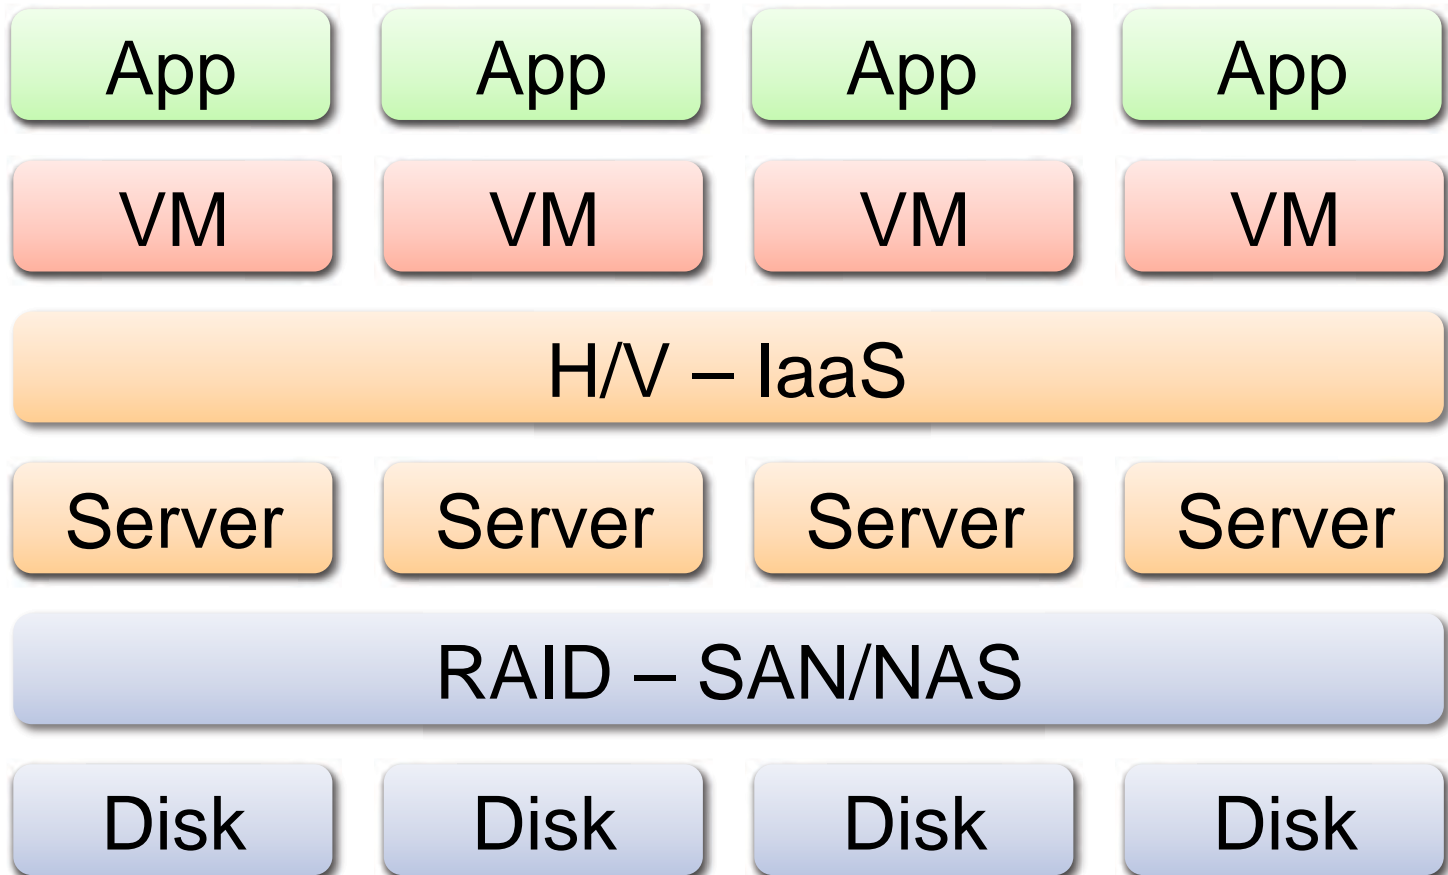 App App App App
VM VM VM VM
H/V – IaaS
Server Server Server Server
RAID – SAN/NAS
Disk Disk Disk Disk